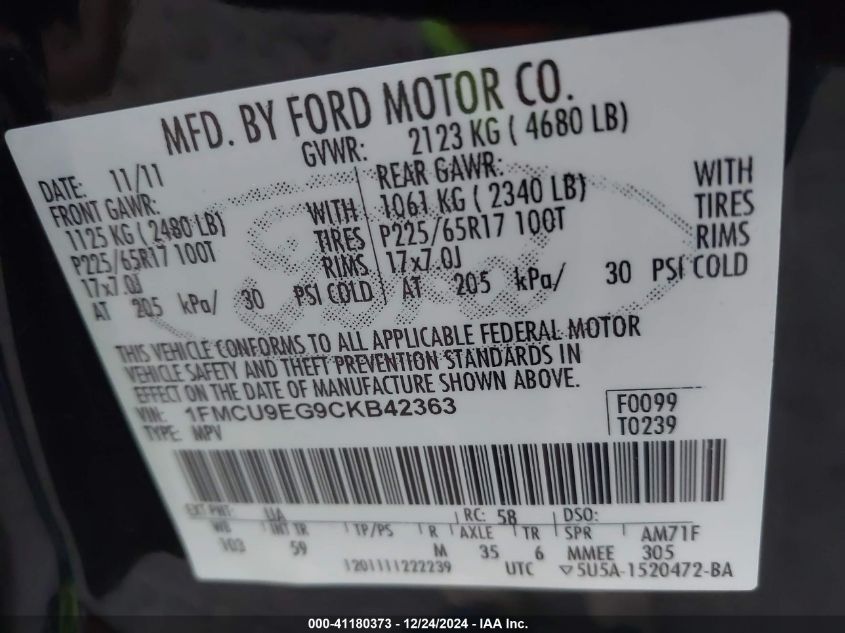 MFD. BY FORD MOTOR CO.
DATE: 11/11 GVWR: 2123 KG ( 4680 LB)
FRONT GAWR: REAR GAWR:
1125 KG ( 2480 LB) WITH 1061 KG ( 2340 LB) WITH
P225/65R17 100T TIRES P225/65R17 100T TIRES
17x7.0J RIMS 17x7.0J RIMS
AT 205 kPa/ 30 PSI COLD AT 205 kPa/ 30 PSI COLD
THIS VEHICLE CONFORMS TO ALL APPLICABLE FEDERAL MOTOR
VEHICLE SAFETY AND THEFT PREVENTION STANDARDS IN
EFFECT ON THE DATE OF MANUFACTURE SHOWN ABOVE.
VIN: 1FMCU9EG9CKB42363 F0099
TYPE: MPV T0239
EXT PNT: UA RC: 58 DSO:
WB INT TR TP/PS R AXLE TR SPR AM71F
103 59 M 35 6 MMEE 305
1201111222239 UTC ▽5U5A-1520472-BA
000-41180373 - 12/24/2024 - IAA Inc.